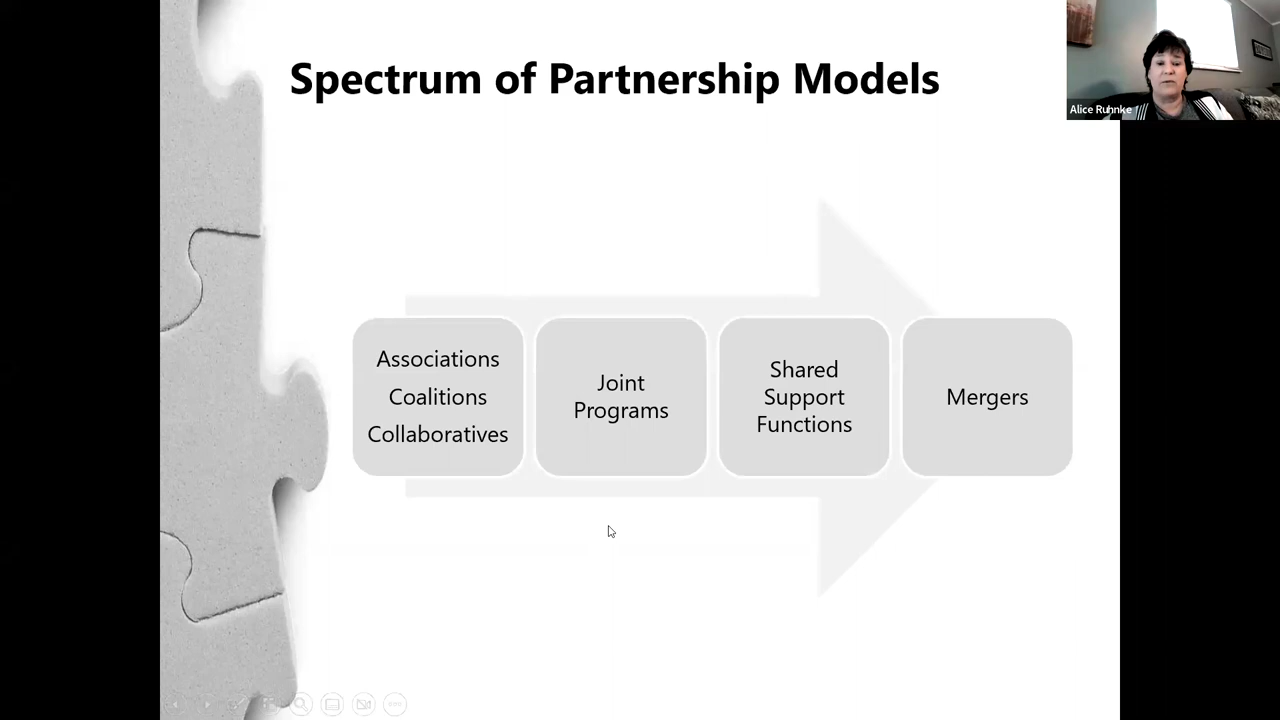 Spectrum of Partnership Models
Alice Ruhnke
Associations
Coalitions
Collaboratives
Joint
Programs
Shared
Support
Functions
Mergers